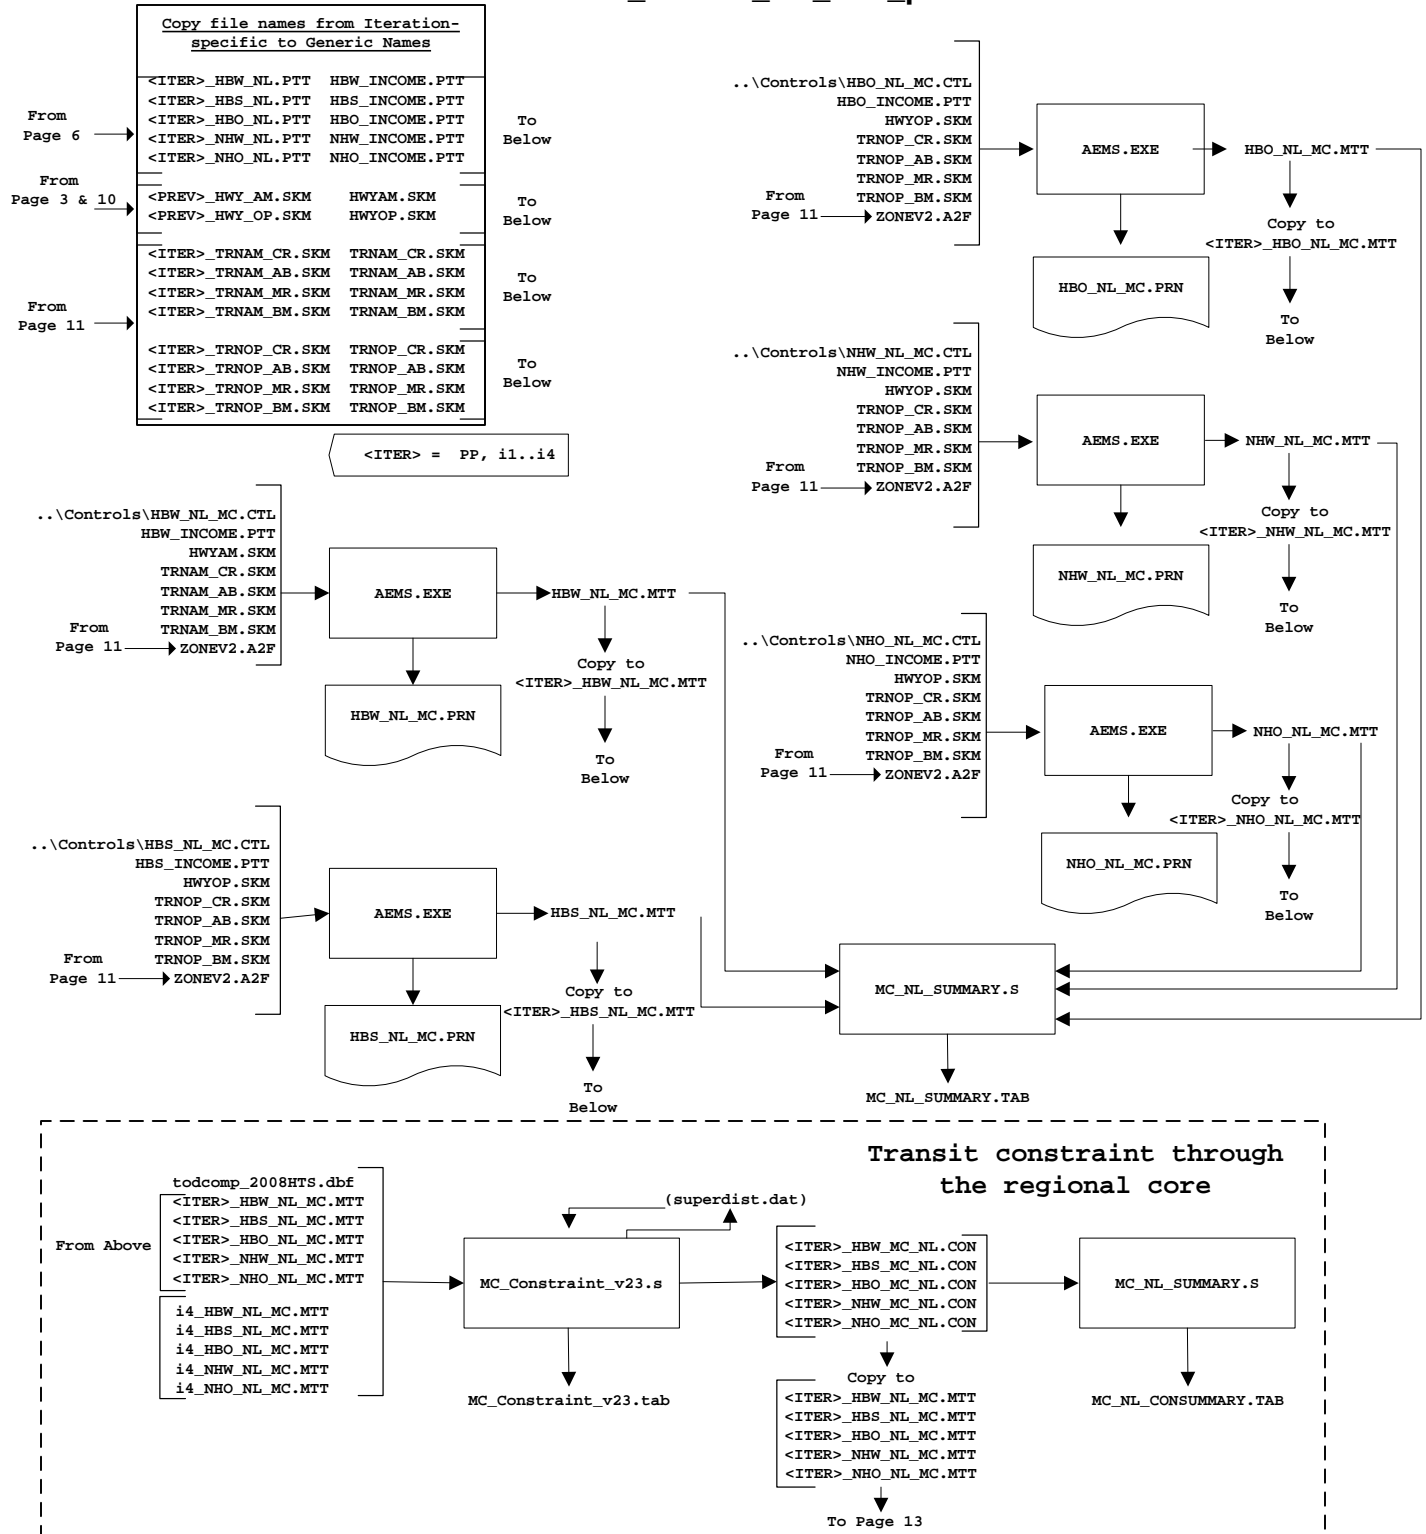 Copy file names from Iteration-
specific to Generic Names
<ITER>_HBW_NL.PTT HBW_INCOME.PTT
<ITER>_HBS_NL.PTT HBS_INCOME.PTT
<ITER>_HBO_NL.PTT HBO_INCOME.PTT
<ITER>_NHW_NL.PTT NHW_INCOME.PTT
<ITER>_NHO_NL.PTT NHO_INCOME.PTT
From
Page 6
To
Below
From
Page 3 & 10
<PREV>_HWY_AM.SKM HWYAM.SKM
<PREV>_HWY_OP.SKM HWYOP.SKM
To
Below
<ITER>_TRNAM_CR.SKM TRNAM_CR.SKM
<ITER>_TRNAM_AB.SKM TRNAM_AB.SKM
<ITER>_TRNAM_MR.SKM TRNAM_MR.SKM
<ITER>_TRNAM_BM.SKM TRNAM_BM.SKM
To
Below
From
Page 11
<ITER>_TRNOP_CR.SKM TRNOP_CR.SKM
<ITER>_TRNOP_AB.SKM TRNOP_AB.SKM
<ITER>_TRNOP_MR.SKM TRNOP_MR.SKM
<ITER>_TRNOP_BM.SKM TRNOP_BM.SKM
To
Below
<ITER> = PP, i1..i4
..\Controls\HBW_NL_MC.CTL
HBW_INCOME.PTT
HWYAM.SKM
TRNAM_CR.SKM
TRNAM_AB.SKM
TRNAM_MR.SKM
TRNAM_BM.SKM
From
Page 11
ZONEV2.A2F
AEMS.EXE
HBW_NL_MC.MTT
HBW_NL_MC.PRN
Copy to
<ITER>_HBW_NL_MC.MTT
To
Below
..\Controls\HBS_NL_MC.CTL
HBS_INCOME.PTT
HWYOP.SKM
TRNOP_CR.SKM
TRNOP_AB.SKM
TRNOP_MR.SKM
TRNOP_BM.SKM
From
Page 11
ZONEV2.A2F
AEMS.EXE
HBS_NL_MC.MTT
HBS_NL_MC.PRN
Copy to
<ITER>_HBS_NL_MC.MTT
To
Below
..\Controls\HBO_NL_MC.CTL
HBO_INCOME.PTT
HWYOP.SKM
TRNOP_CR.SKM
TRNOP_AB.SKM
TRNOP_MR.SKM
TRNOP_BM.SKM
From
Page 11
ZONEV2.A2F
AEMS.EXE
HBO_NL_MC.MTT
HBO_NL_MC.PRN
Copy to
<ITER>_HBO_NL_MC.MTT
To
Below
..\Controls\NHW_NL_MC.CTL
NHW_INCOME.PTT
HWYOP.SKM
TRNOP_CR.SKM
TRNOP_AB.SKM
TRNOP_MR.SKM
TRNOP_BM.SKM
From
Page 11
ZONEV2.A2F
AEMS.EXE
NHW_NL_MC.MTT
NHW_NL_MC.PRN
Copy to
<ITER>_NHW_NL_MC.MTT
To
Below
..\Controls\NHO_NL_MC.CTL
NHO_INCOME.PTT
HWYOP.SKM
TRNOP_CR.SKM
TRNOP_AB.SKM
TRNOP_MR.SKM
TRNOP_BM.SKM
From
Page 11
ZONEV2.A2F
AEMS.EXE
NHO_NL_MC.MTT
NHO_NL_MC.PRN
Copy to
<ITER>_NHO_NL_MC.MTT
To
Below
MC_NL_SUMMARY.S
MC_NL_SUMMARY.TAB
Transit constraint through
the regional core
todcomp_2008HTS.dbf
From Above
<ITER>_HBW_NL_MC.MTT
<ITER>_HBS_NL_MC.MTT
<ITER>_HBO_NL_MC.MTT
<ITER>_NHW_NL_MC.MTT
<ITER>_NHO_NL_MC.MTT
i4_HBW_NL_MC.MTT
i4_HBS_NL_MC.MTT
i4_HBO_NL_MC.MTT
i4_NHW_NL_MC.MTT
i4_NHO_NL_MC.MTT
(superdist.dat)
MC_Constraint_v23.s
MC_Constraint_v23.tab
<ITER>_HBW_MC_NL.CON
<ITER>_HBS_MC_NL.CON
<ITER>_HBO_MC_NL.CON
<ITER>_NHW_MC_NL.CON
<ITER>_NHO_MC_NL.CON
Copy to
<ITER>_HBW_NL_MC.MTT
<ITER>_HBS_NL_MC.MTT
<ITER>_HBO_NL_MC.MTT
<ITER>_NHW_NL_MC.MTT
<ITER>_NHO_NL_MC.MTT
To Page 13
MC_NL_SUMMARY.S
MC_NL_CONSUMMARY.TAB